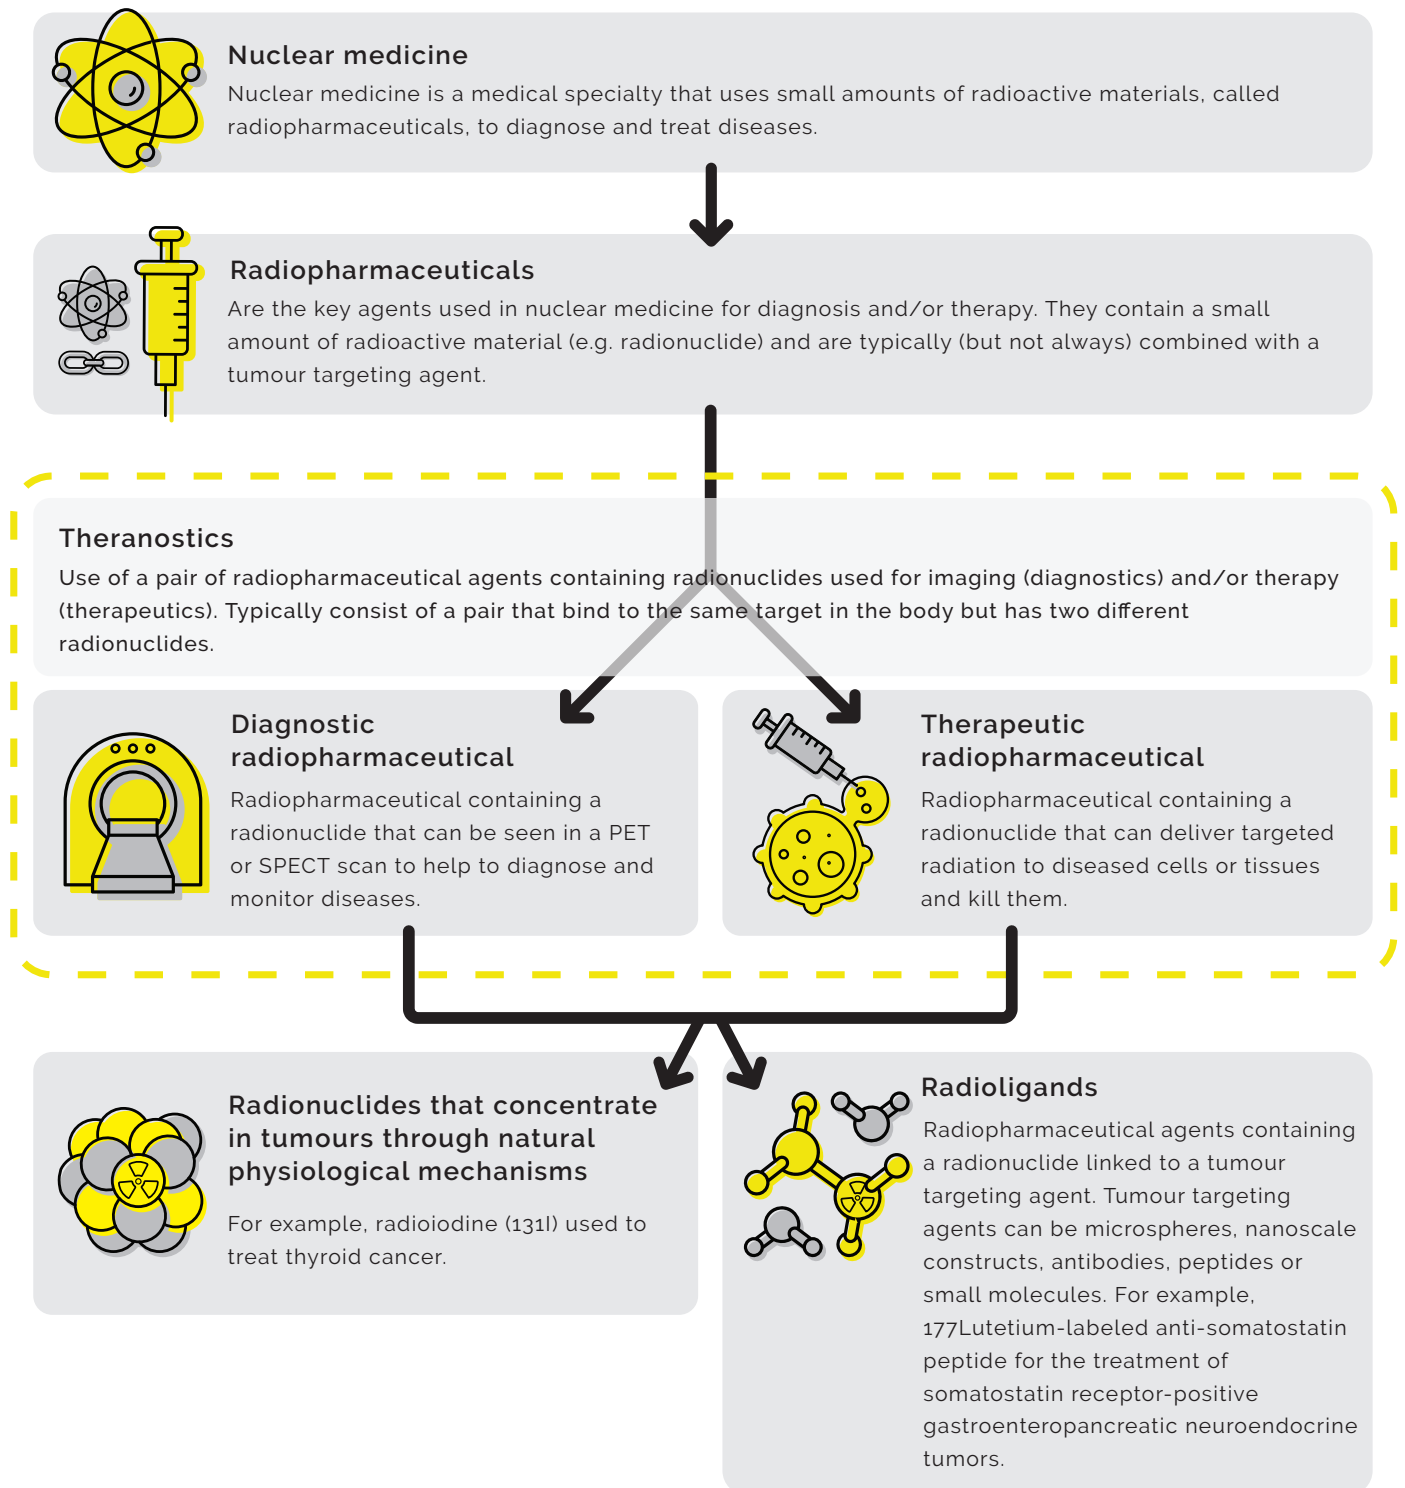 Nuclear medicine
Nuclear medicine is a medical specialty that uses small amounts of radioactive materials, called
radiopharmaceuticals, to diagnose and treat diseases.
Radiopharmaceuticals
Are the key agents used in nuclear medicine for diagnosis and/or therapy. They contain a small
amount of radioactive material (e.g. radionuclide) and are typically (but not always) combined with a
tumour targeting agent.
Theranostics
Use of a pair of radiopharmaceutical agents containing radionuclides used for imaging (diagnostics) and/or therapy
(therapeutics). Typically consist of a pair that bind to the same target in the body but has two different
radionuclides.
Diagnostic
radiopharmaceutical
Radiopharmaceutical containing a
radionuclide that can be seen in a PET
or SPECT scan to help to diagnose and
monitor diseases.
Therapeutic
radiopharmaceutical
Radiopharmaceutical containing a
radionuclide that can deliver targeted
radiation to diseased cells or tissues
and kill them.
Radionuclides that concentrate
in tumours through natural
physiological mechanisms
For example, radioiodine (131I) used to
treat thyroid cancer.
Radioligands
Radiopharmaceutical agents containing
a radionuclide linked to a tumour
targeting agent. Tumour targeting
agents can be microspheres, nanoscale
constructs, antibodies, peptides or
small molecules. For example,
177Lutetium-labeled anti-somatostatin
peptide for the treatment of
somatostatin receptor-positive
gastroenteropancreatic neuroendocrine
tumors.